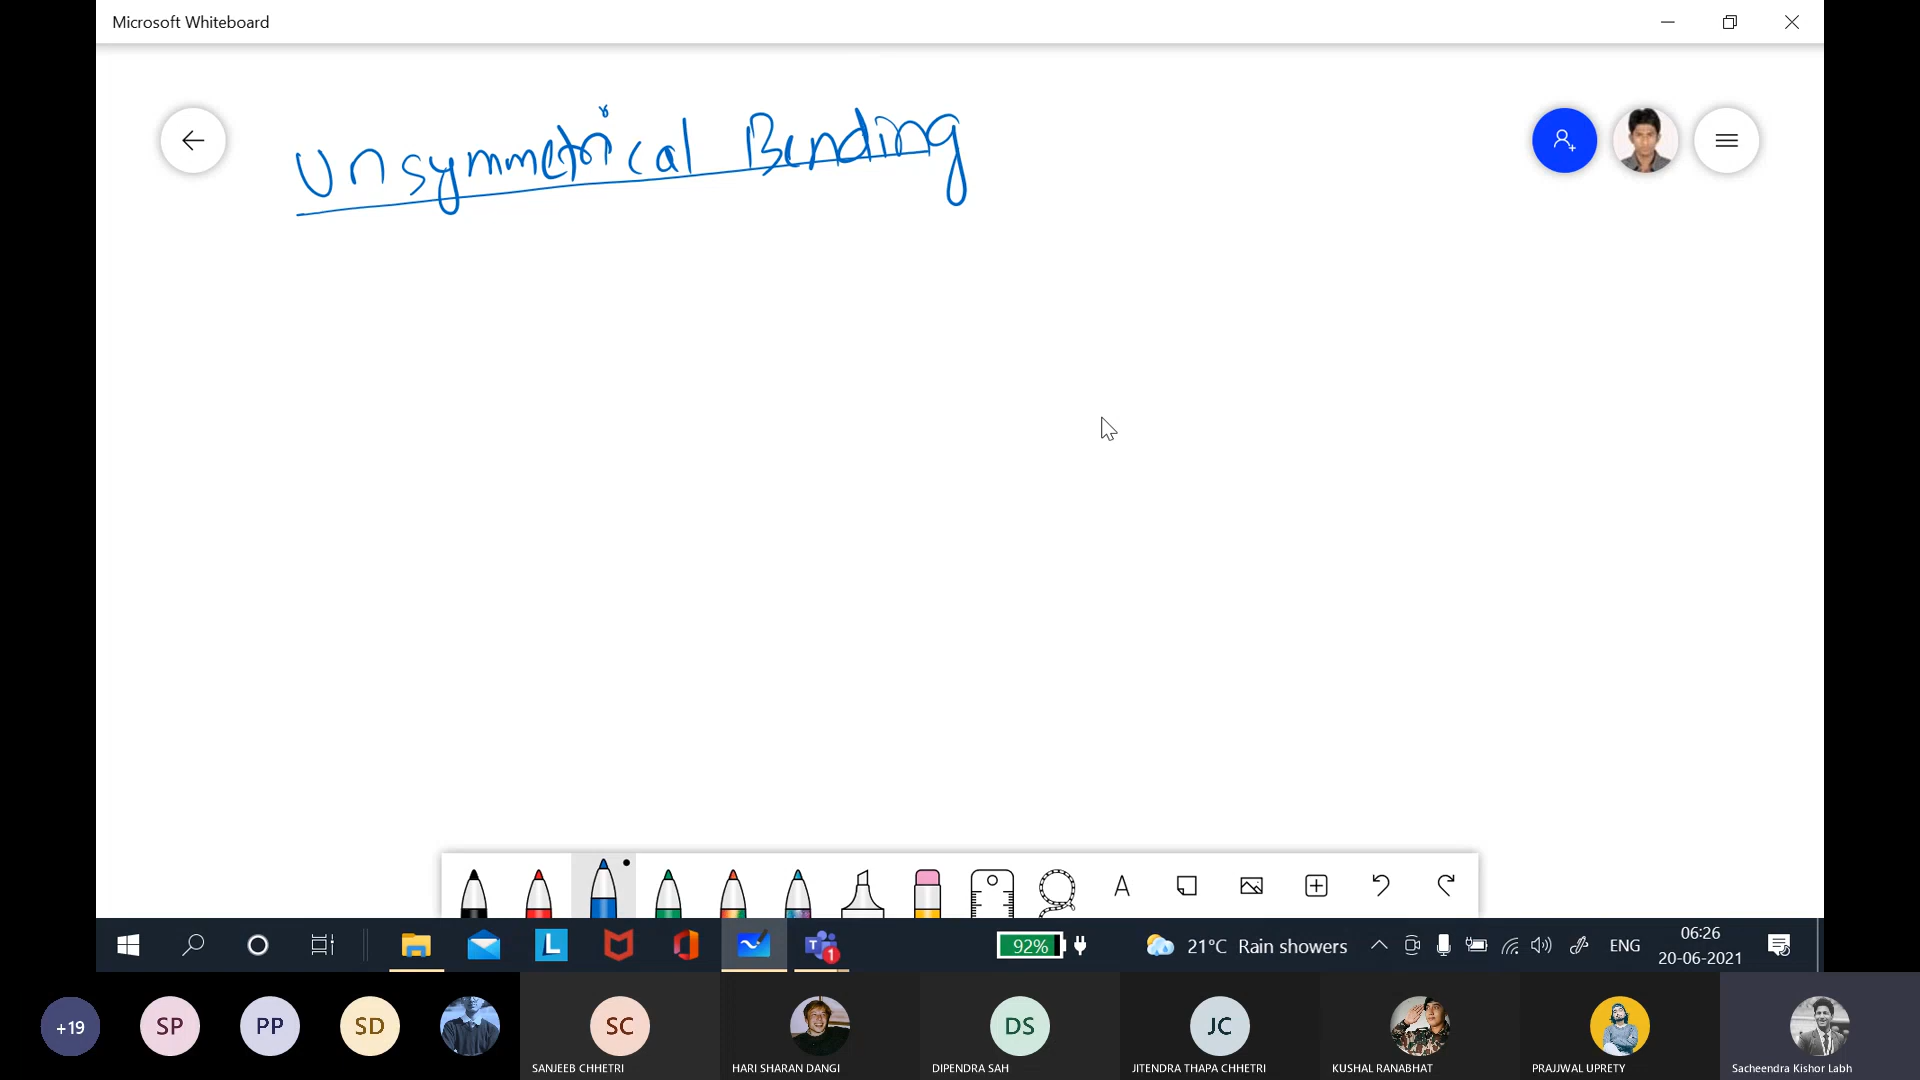 Microsoft Whiteboard
Unsymmetrical Bending
A
L
1
92%
21°C Rain showers
ENG
06:26
20-06-2021
+19
SP
PP
SD
SC
DS
JC
SANJEEB CHHETRI
HARI SHARAN DANGI
DIPENDRA SAH
JITENDRA THAPA CHHETRI
KUSHAL RANABHAT
PRAJJWAL UPRETY
Sacheendra Kishor Labh